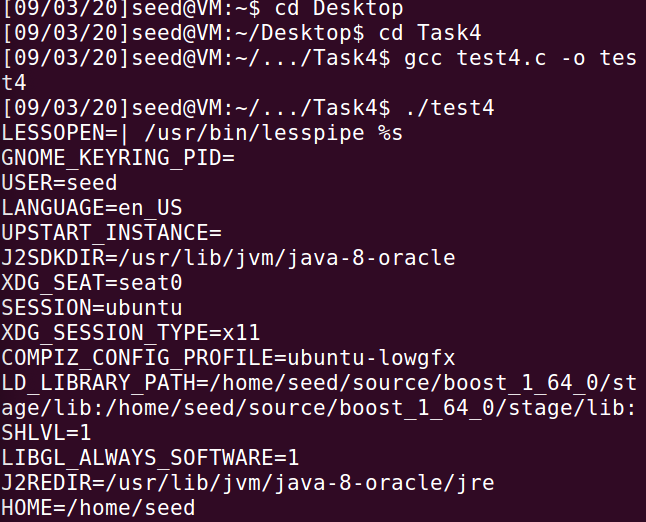 [09/03/20]seed@VM:~$ cd Desktop
[09/03/20]seed@VM:~/Desktop$ cd Task4
[09/03/20]seed@VM:~/.../Task4$ gcc test4.c -o tes
t4
[09/03/20]seed@VM:~/.../Task4$ ./test4
LESSOPEN=| /usr/bin/lesspipe %s
GNOME_KEYRING_PID=
USER=seed
LANGUAGE=en_US
UPSTART_INSTANCE=
J2SDKDIR=/usr/lib/jvm/java-8-oracle
XDG_SEAT=seat0
SESSION=ubuntu
XDG_SESSION_TYPE=x11
COMPIZ_CONFIG_PROFILE=ubuntu-lowgfx
LD_LIBRARY_PATH=/home/seed/source/boost_1_64_0/st
age/lib:/home/seed/source/boost_1_64_0/stage/lib:
SHLVL=1
LIBGL_ALWAYS_SOFTWARE=1
J2REDIR=/usr/lib/jvm/java-8-oracle/jre
HOME=/home/seed